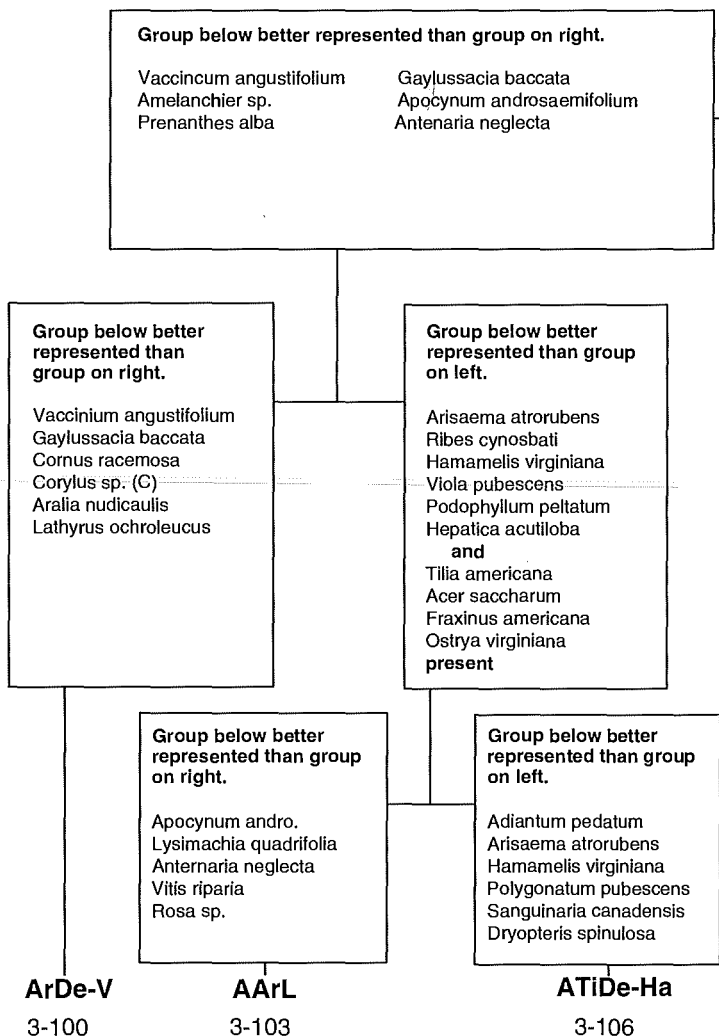 Group below better represented than group on right.
Vaccincum angustifolium
Amelanchier sp.
Prenanthes alba
Gaylussacia baccata
Apocynum androsaemifolium
Antenaria neglecta
Group below better
represented than
group on right.
Vaccinium angustifolium
Gaylussacia baccata
Cornus racemosa
Corylus sp. (C)
Aralia nudicaulis
Lathyrus ochroleucus
Group below better
represented than group
on left.
Arisaema atrorubens
Ribes cynosbati
Hamamelis virginiana
Viola pubescens
Podophyllum peltatum
Hepatica acutiloba
and
Tilia americana
Acer saccharum
Fraxinus americana
Ostrya virginiana
present
Group below better
represented than group
on right.
Apocynum andro.
Lysimachia quadrifolia
Anternaria neglecta
Vitis riparia
Rosa sp.
Group below better
represented than group
on left.
Adiantum pedatum
Arisaema atrorubens
Hamamelis virginiana
Polygonatum pubescens
Sanguinaria canadensis
Dryopteris spinulosa
ArDe-V
3-100
AArL
3-103
ATiDe-Ha
3-106